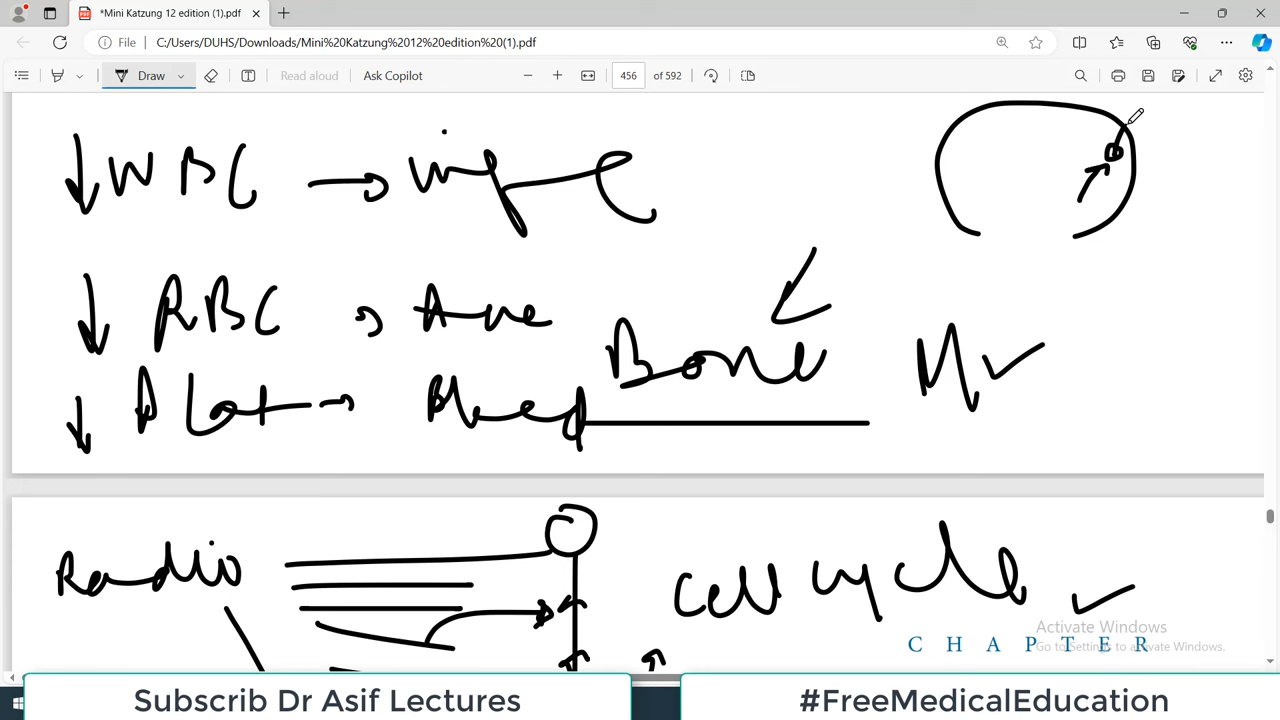 *Mini Katzung 12 edition (1).pdf
File C:/Users/DUHS/Downloads/Mini%20Katzung%2012%20edition%20(1).pdf
Draw Read aloud Ask Copilot 456 of 592
↓ WBC → infec
↓ RBC → Ane
↓ Plat → Bleed
Bone M ✓
Radio
Cell cycle ✓
CHAPTER
Activate Windows
Go to Settings to activate Windows.
Subscrib Dr Asif Lectures
#FreeMedicalEducation